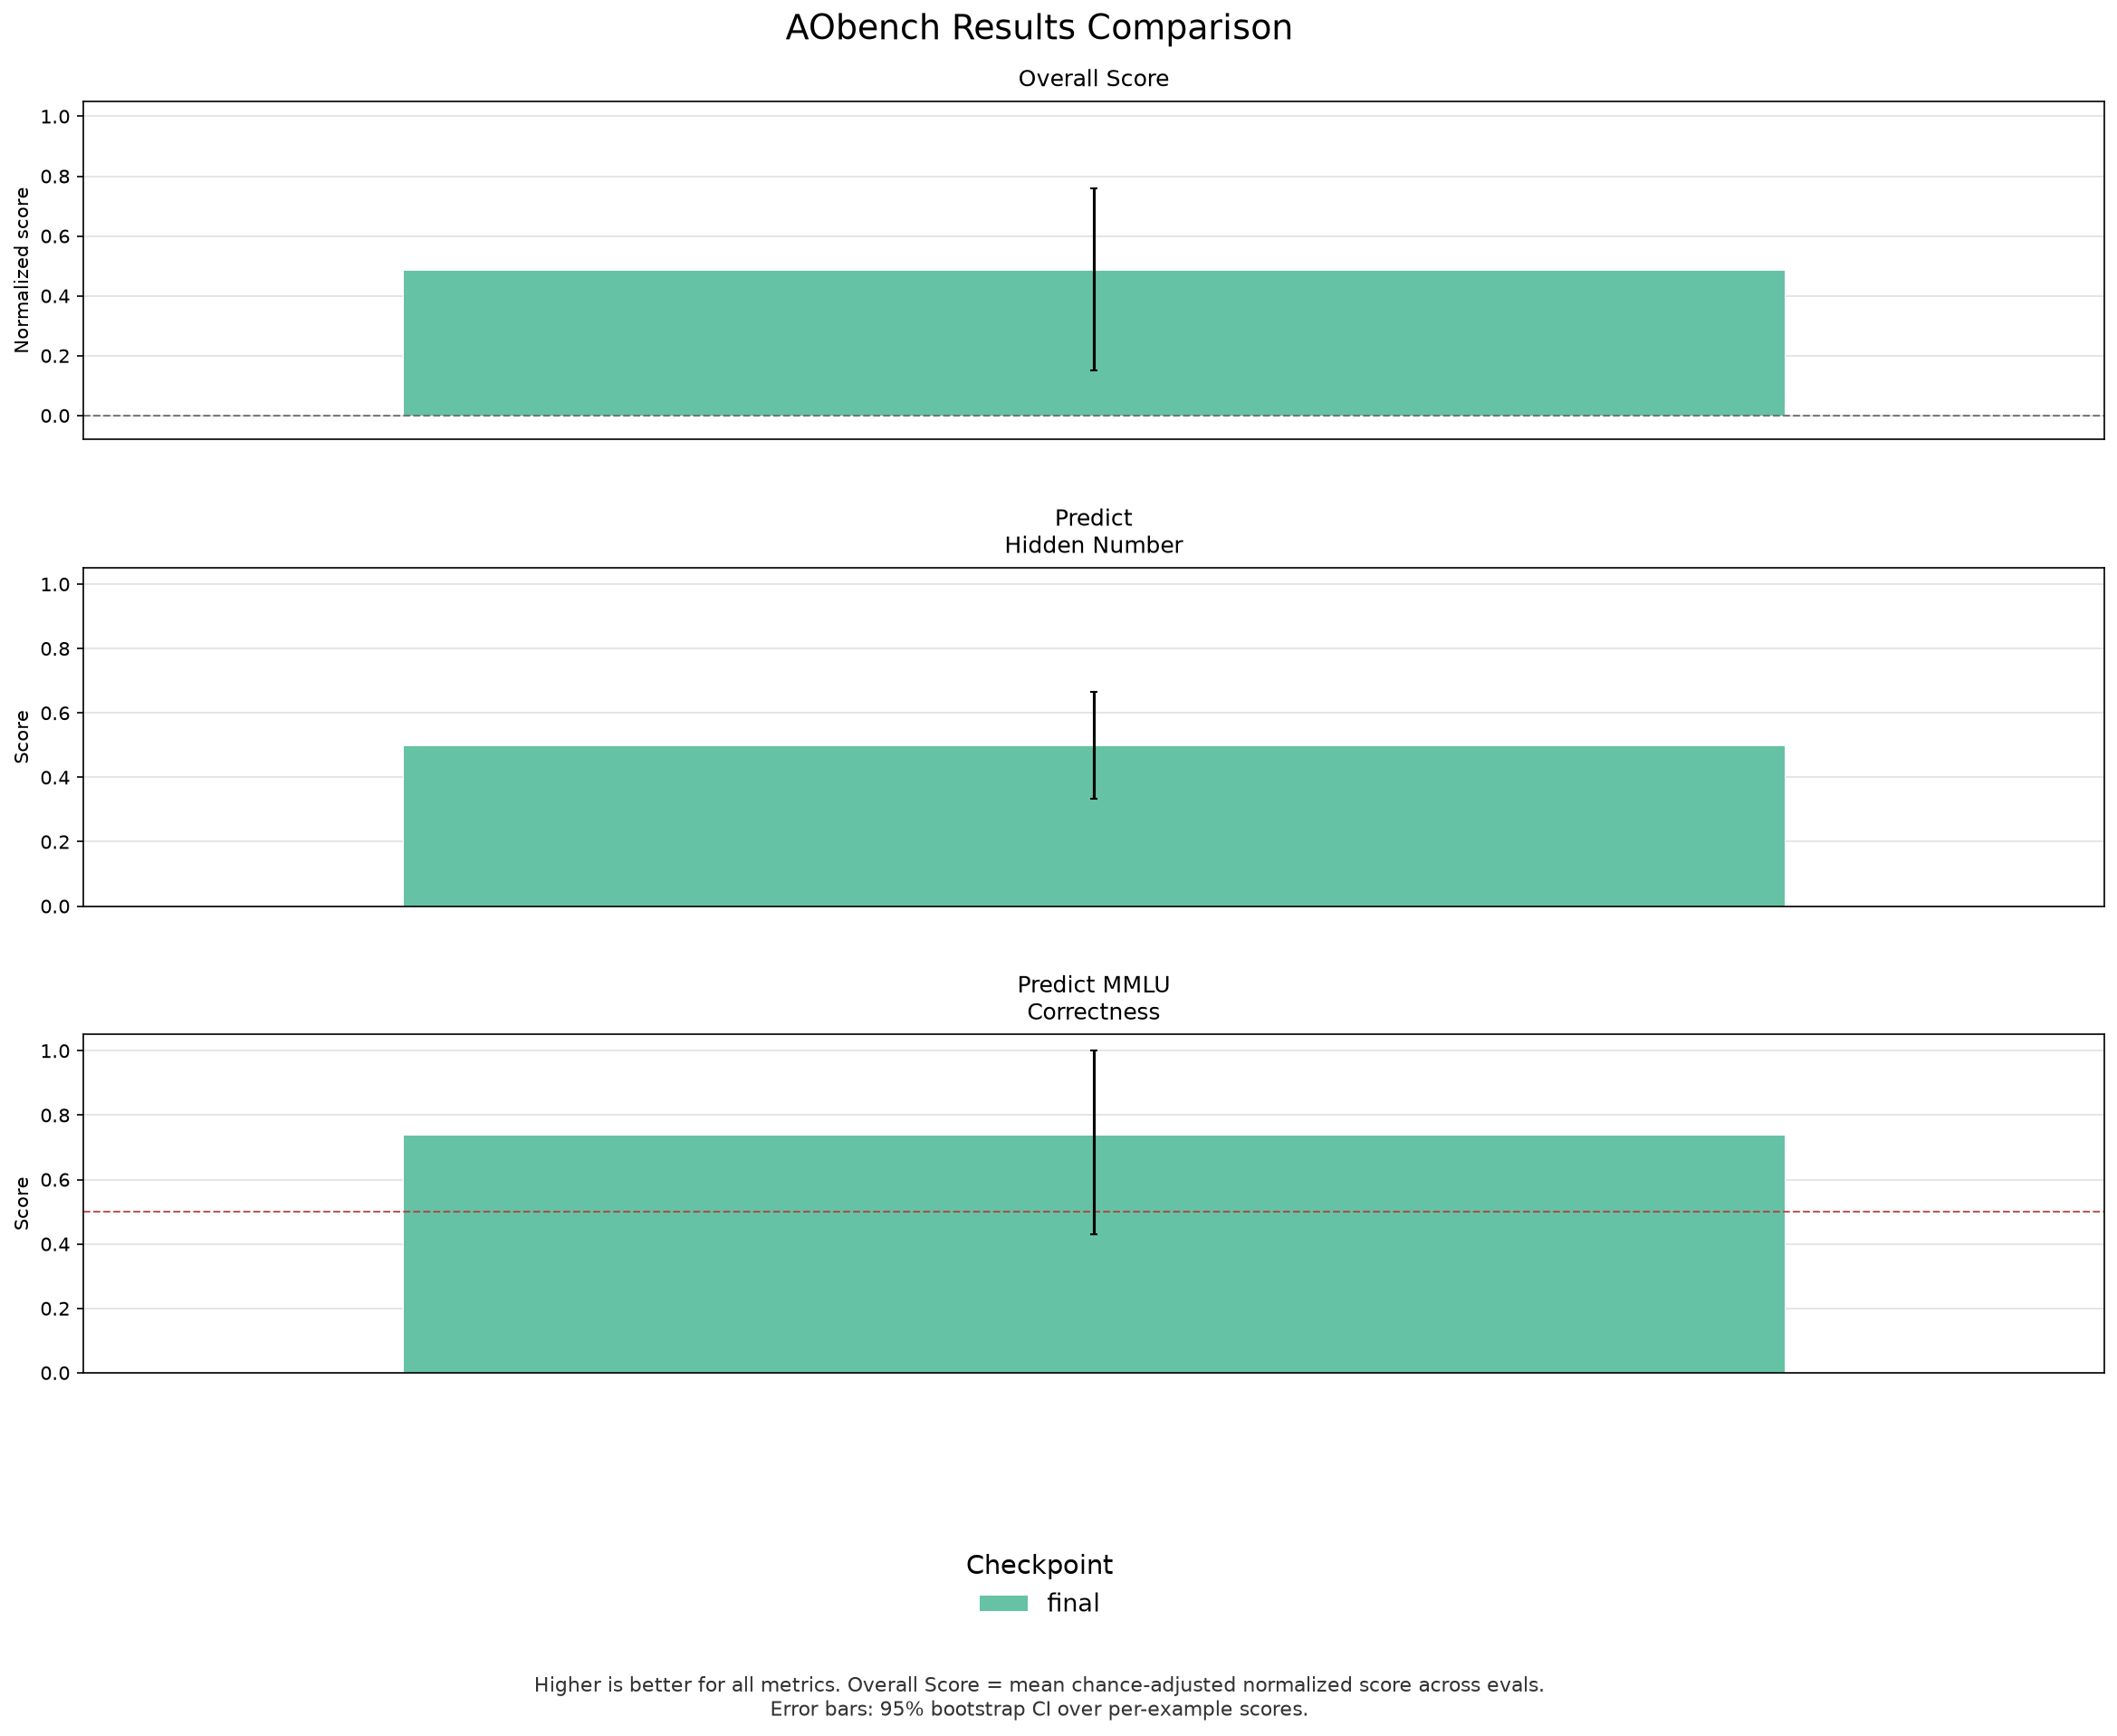 AObench Results Comparison
Overall Score
Normalized score
1.0
0.8
0.6
0.4
0.2
0.0
Predict
Hidden Number
Score
1.0
0.8
0.6
0.4
0.2
0.0
Predict MMLU
Correctness
Score
1.0
0.8
0.6
0.4
0.2
0.0
Checkpoint
final
Higher is better for all metrics. Overall Score = mean chance-adjusted normalized score across evals.
Error bars: 95% bootstrap CI over per-example scores.